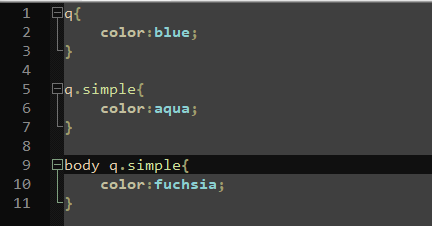 1 q{
2 color:blue;
3 }
4
5 q.simple{
6 color:aqua;
7 }
8
9 body q.simple{
10 color:fuchsia;
11 }